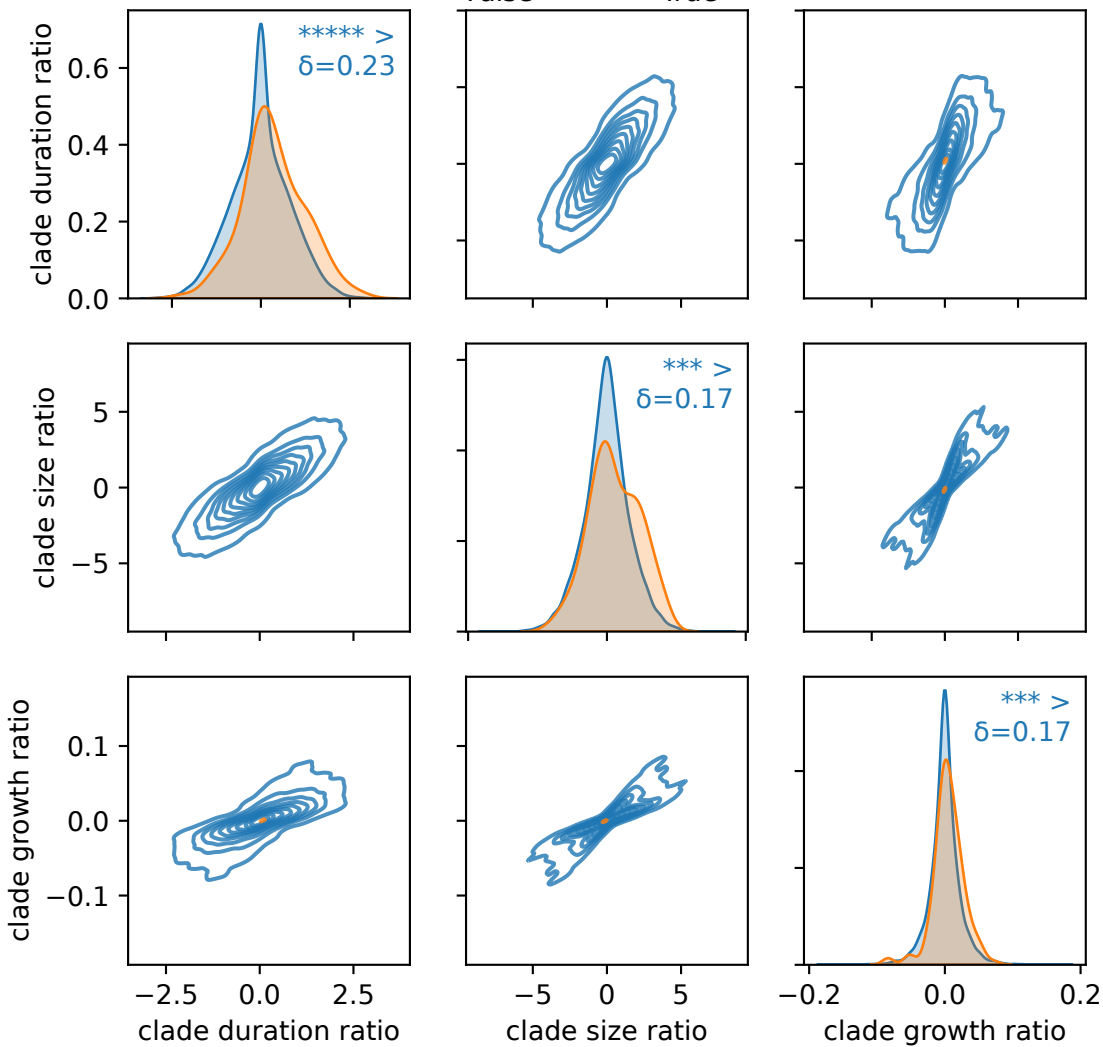 ***** >
δ=0.23
clade duration ratio
0.6
0.4
0.2
0.0
*** >
δ=0.17
clade size ratio
5
0
−5
*** >
δ=0.17
clade growth ratio
0.1
0.0
−0.1
−2.5 0.0 2.5
−5 0 5
−0.2 0.0 0.2
clade duration ratio
clade size ratio
clade growth ratio